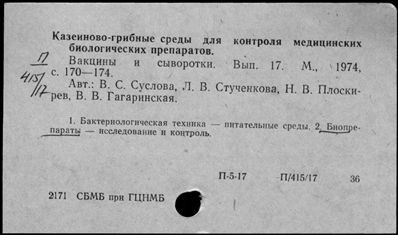 Казеиново-грибные среды для контроля медицинских
биологических препаратов.
П
415/17
Вакцины и сыворотки. Вып. 17. М., 1974,
с. 170—174.
Авт.: В. С. Суслова, Л. В. Стученкова, Н. В. Плоски-
рев, В. В. Гагаринская.
1. Бактериологическая техника — питательные среды. 2. Биопре-
параты — исследование и контроль.
П-5-17 П/415/17 36
2171 СБМБ при ГЦНМБ